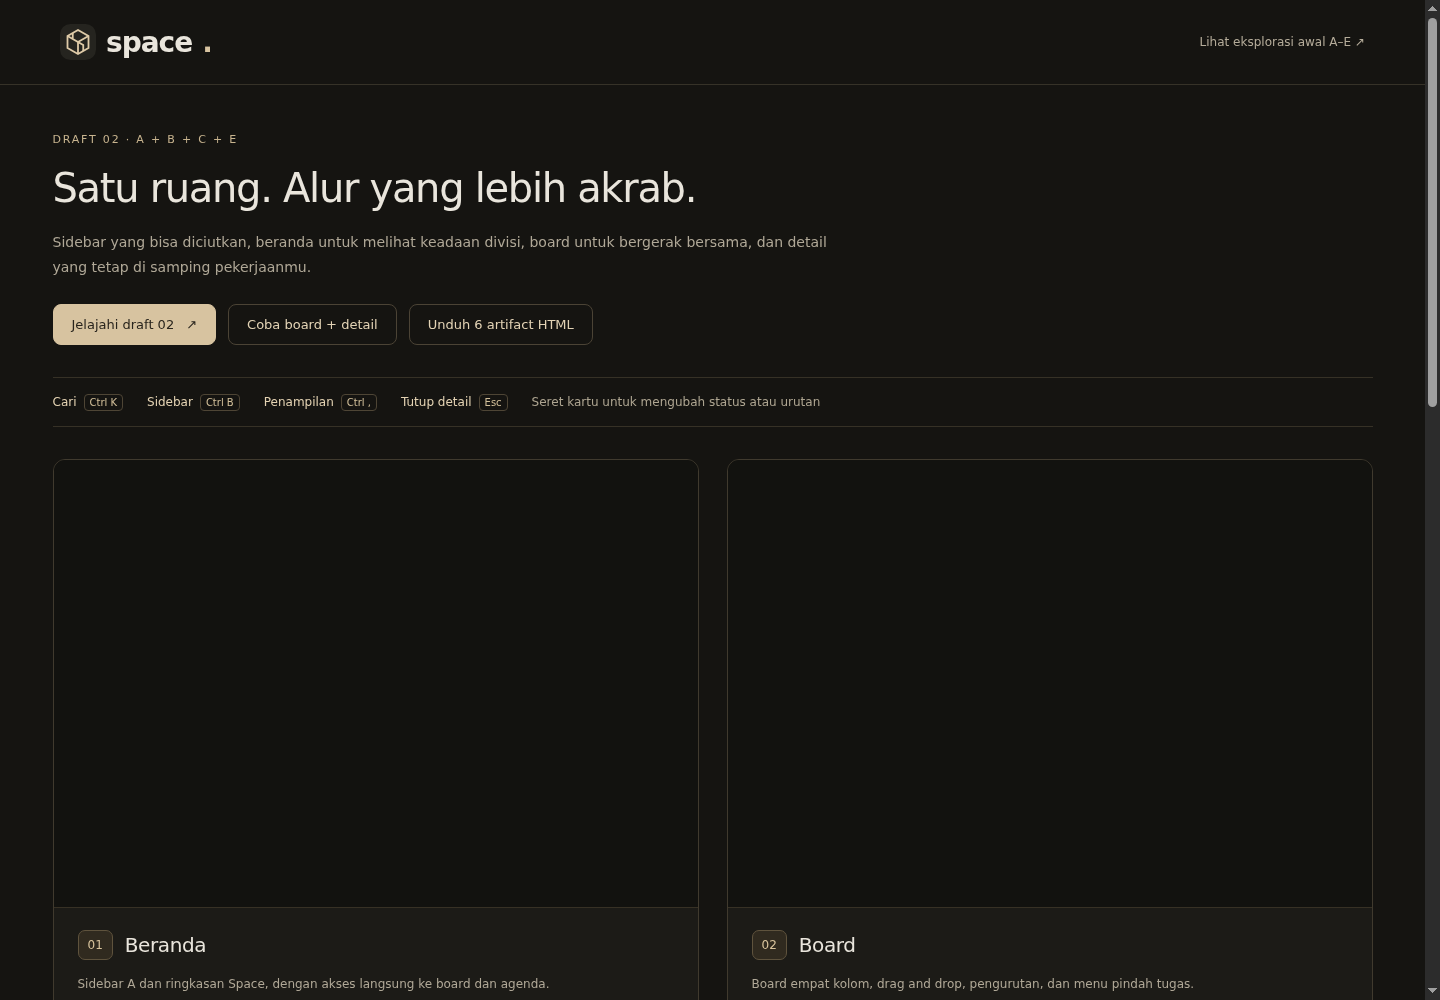 space .
Lihat eksplorasi awal A–E ↗
DRAFT 02 · A + B + C + E
Satu ruang. Alur yang lebih akrab.
Sidebar yang bisa diciutkan, beranda untuk melihat keadaan divisi, board untuk bergerak bersama, dan detail
yang tetap di samping pekerjaanmu.
Jelajahi draft 02 ↗
Coba board + detail
Unduh 6 artifact HTML
Cari Ctrl K Sidebar Ctrl B Penampilan Ctrl , Tutup detail Esc Seret kartu untuk mengubah status atau urutan
01 Beranda
Sidebar A dan ringkasan Space, dengan akses langsung ke board dan agenda.
02 Board
Board empat kolom, drag and drop, pengurutan, dan menu pindah tugas.